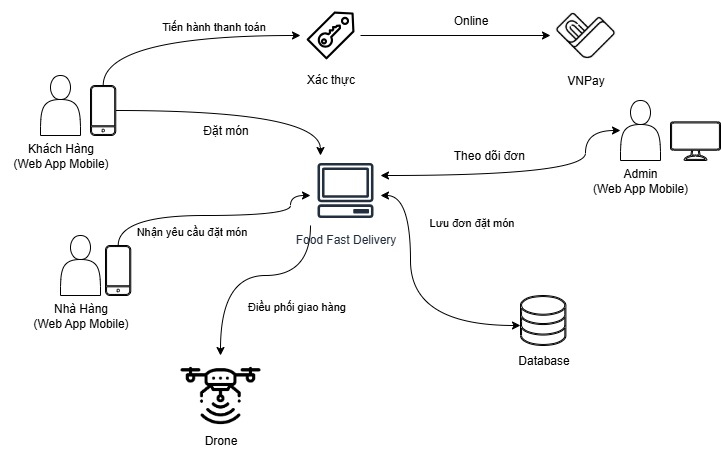 Tiến hành thanh toán
Online
Xác thực
VNPay
Khách Hàng
(Web App Mobile)
Đặt món
Theo dõi đơn
Admin
(Web App Mobile)
Nhận yêu cầu đặt món
Food Fast Delivery
Lưu đơn đặt món
Nhà Hàng
(Web App Mobile)
Điều phối giao hàng
Database
Drone